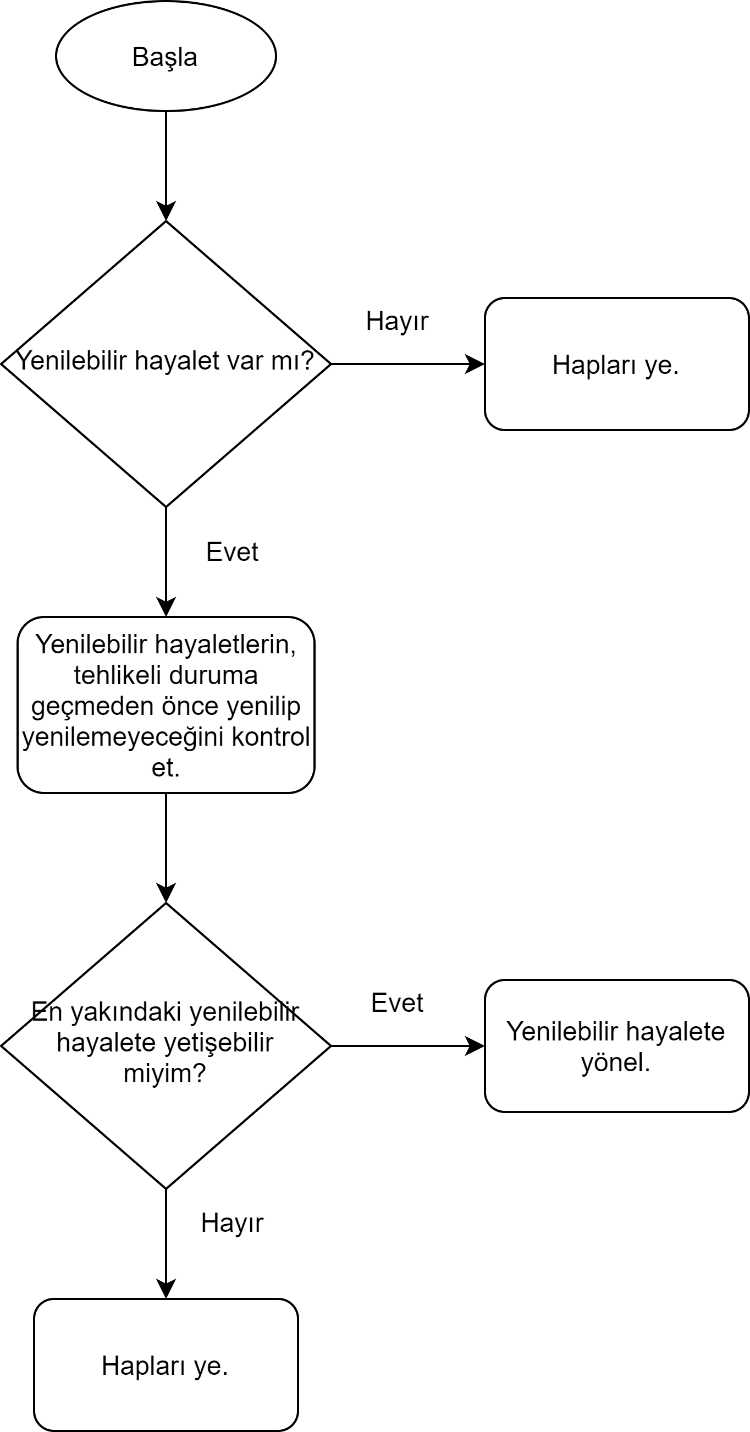 Başla
Yenilebilir hayalet var mı?
Hayır
Hapları ye.
Evet
Yenilebilir hayaletlerin,
tehlikeli duruma
geçmeden önce yenilip
yenilemeyeceğini kontrol
et.
En yakındaki yenilebilir
hayalete yetişebilir
miyim?
Evet
Yenilebilir hayalete
yönel.
Hayır
Hapları ye.